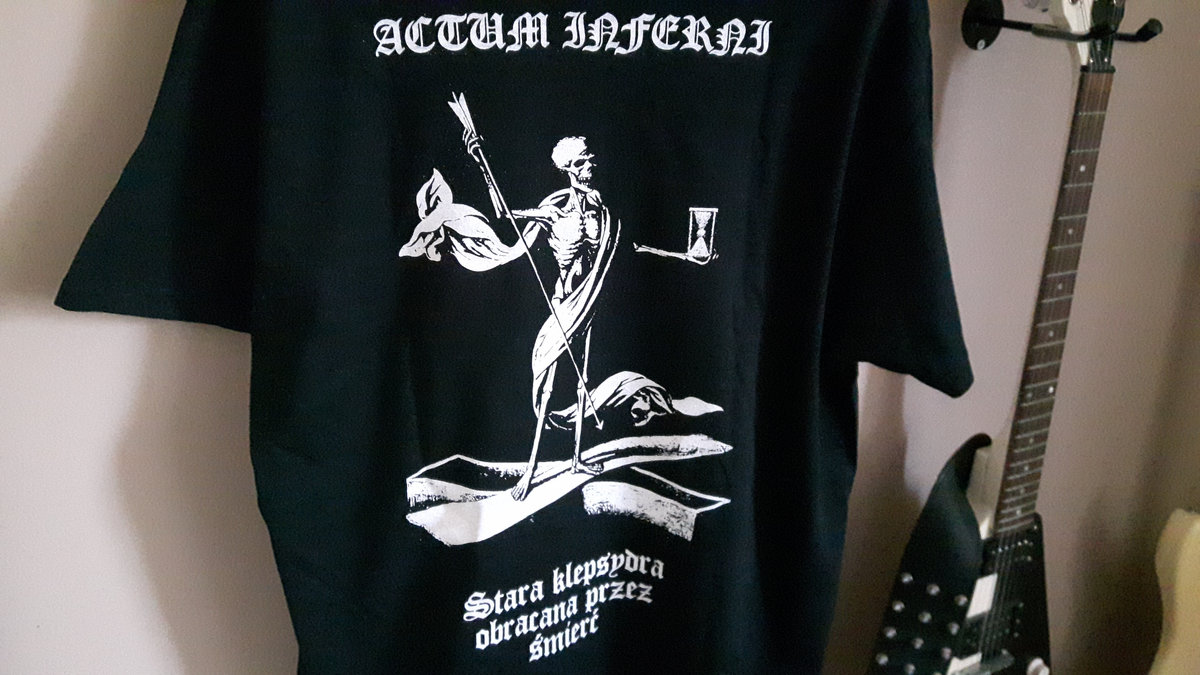 ACTUM INFERNI
Stara klepsydra
obracana przez
śmierć